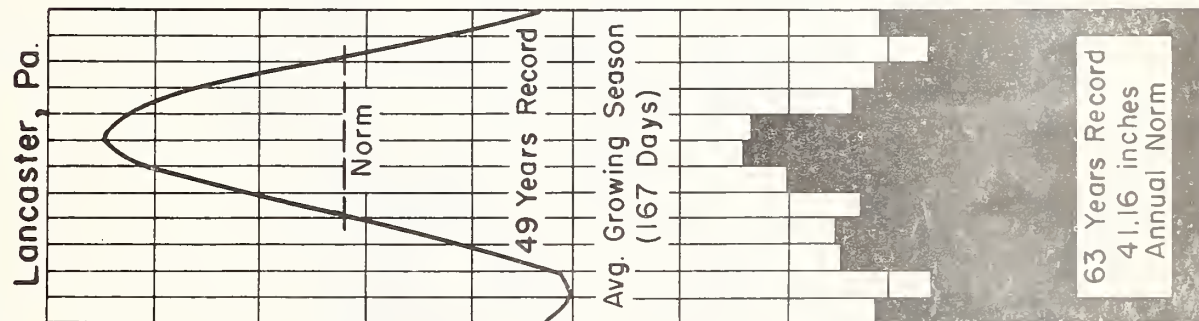 Lancaster, Pa.
Norm
49 Years Record
Avg. Growing Season
(167 Days)
63 Years Record
41.16 inches
Annual Norm